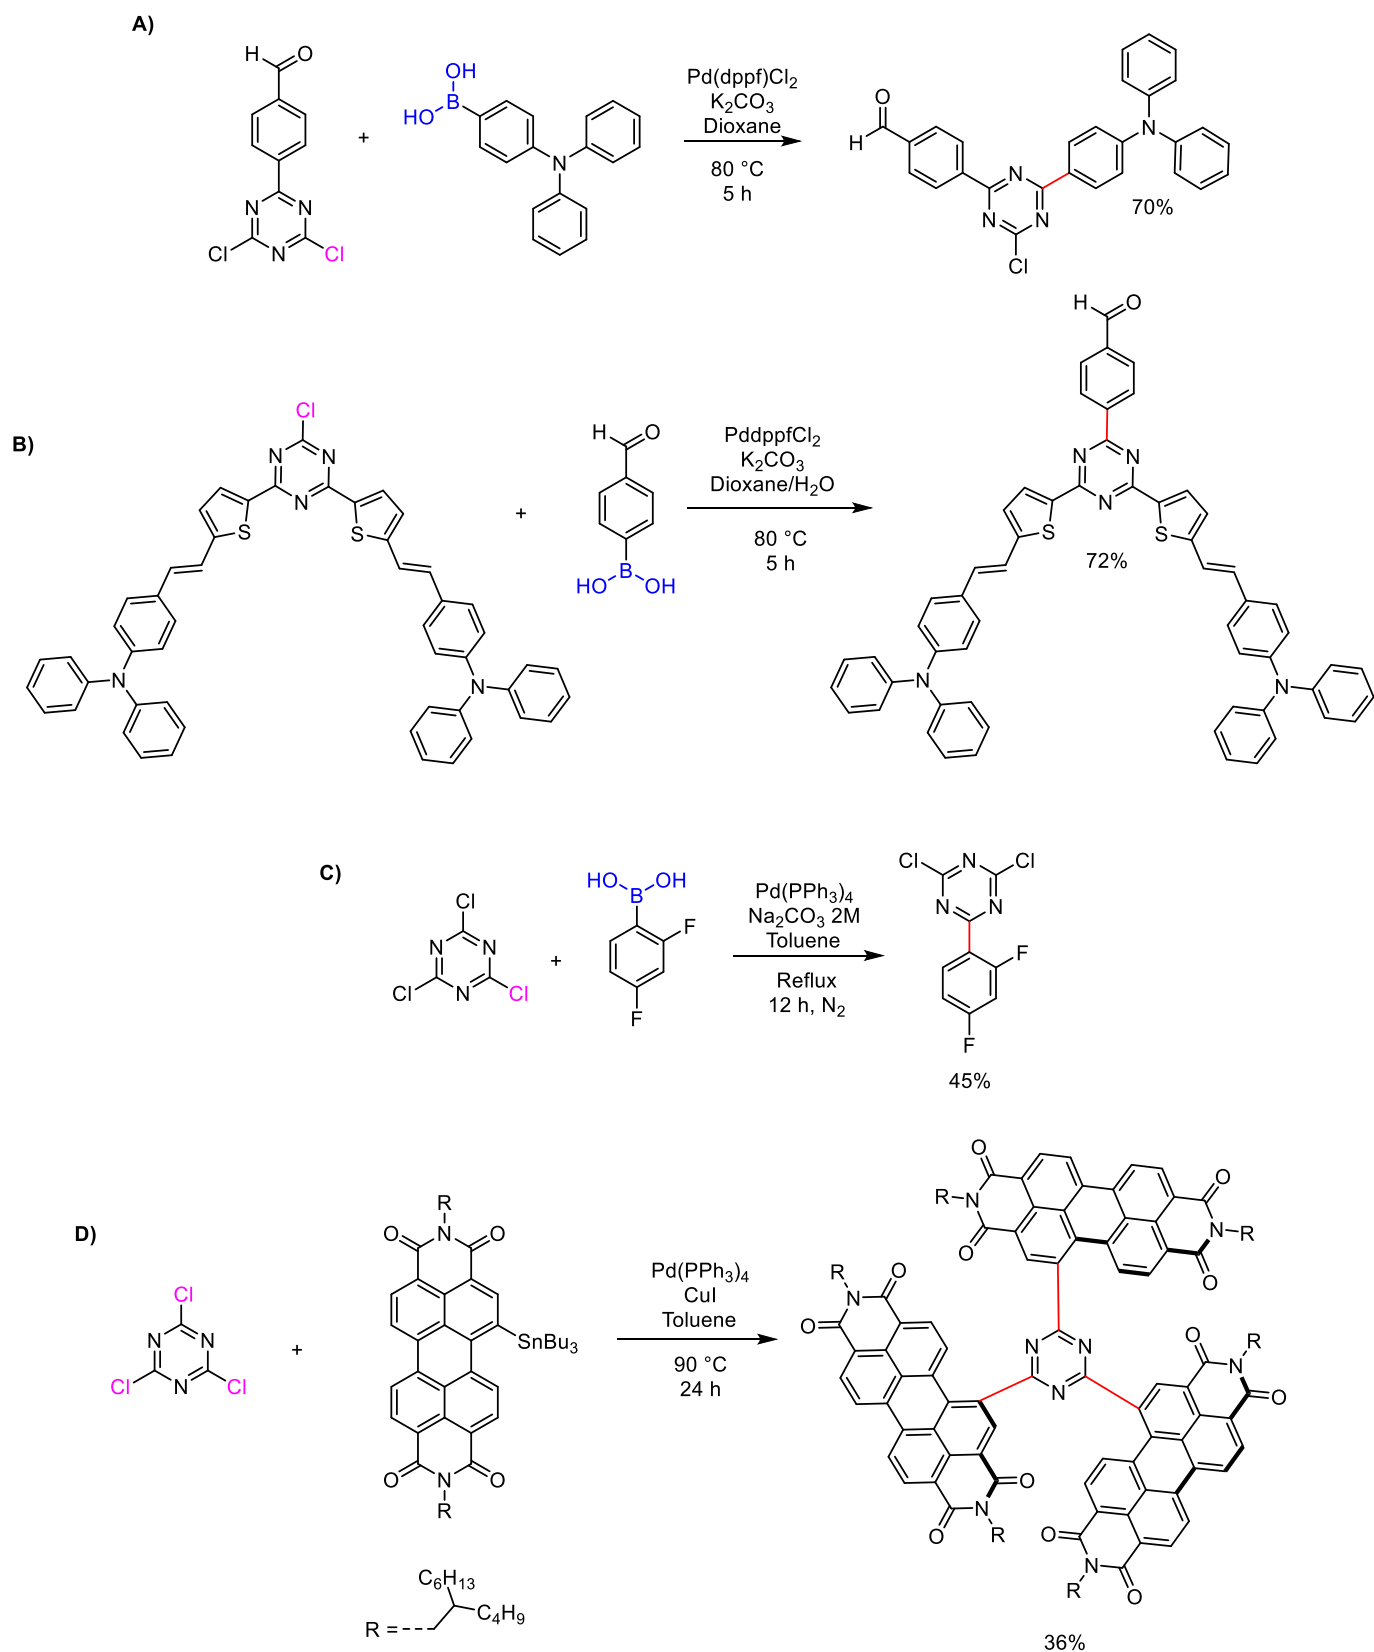 A)
H
O
OH
HO
B
N
N
N
N
Cl
Cl
+
Pd(dppf)Cl2
K2CO3
Dioxane
80 °C
5 h
O
H
N
N
N
N
Cl
70%
B)
Cl
N
N
N
S
S
N
N
+
H
O
B
HO
OH
PddppfCl2
K2CO3
Dioxane/H2O
80 °C
5 h
H
O
N
N
N
S
S
N
N
72%
C)
Cl
N
N
Cl
N
Cl
+
HO
OH
B
F
F
Pd(PPh3)4
Na2CO3 2M
Toluene
Reflux
12 h, N2
Cl
N
Cl
N
N
F
F
45%
D)
Cl
N
N
Cl
N
Cl
+
R
O
N
O
SnBu3
O
N
O
R
Pd(PPh3)4
CuI
Toluene
90 °C
24 h
O
R
N
O
O
N
R
O
R
O
N
O
O
N
O
R
N
N
N
O
R
N
O
O
N
O
R
C6H13
C4H9
R =
36%